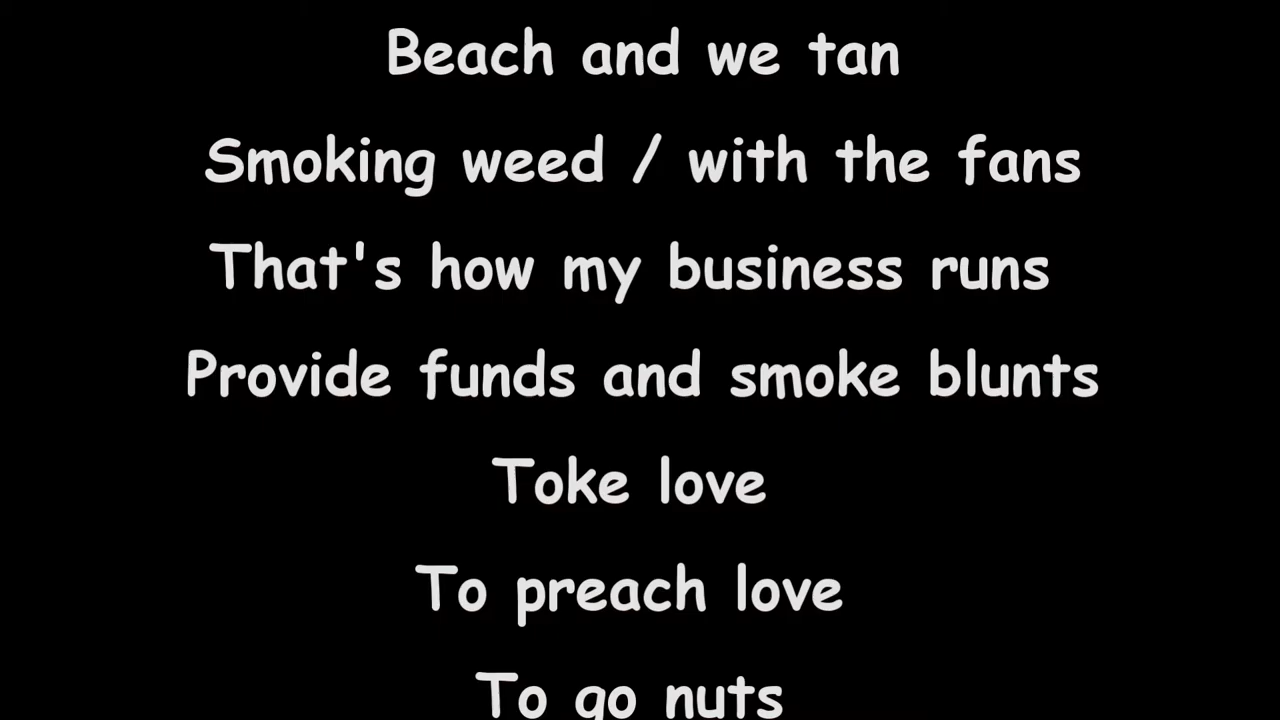 Beach and we tan
Smoking weed / with the fans
That's how my business runs
Provide funds and smoke blunts
Toke love
To preach love
To go nuts